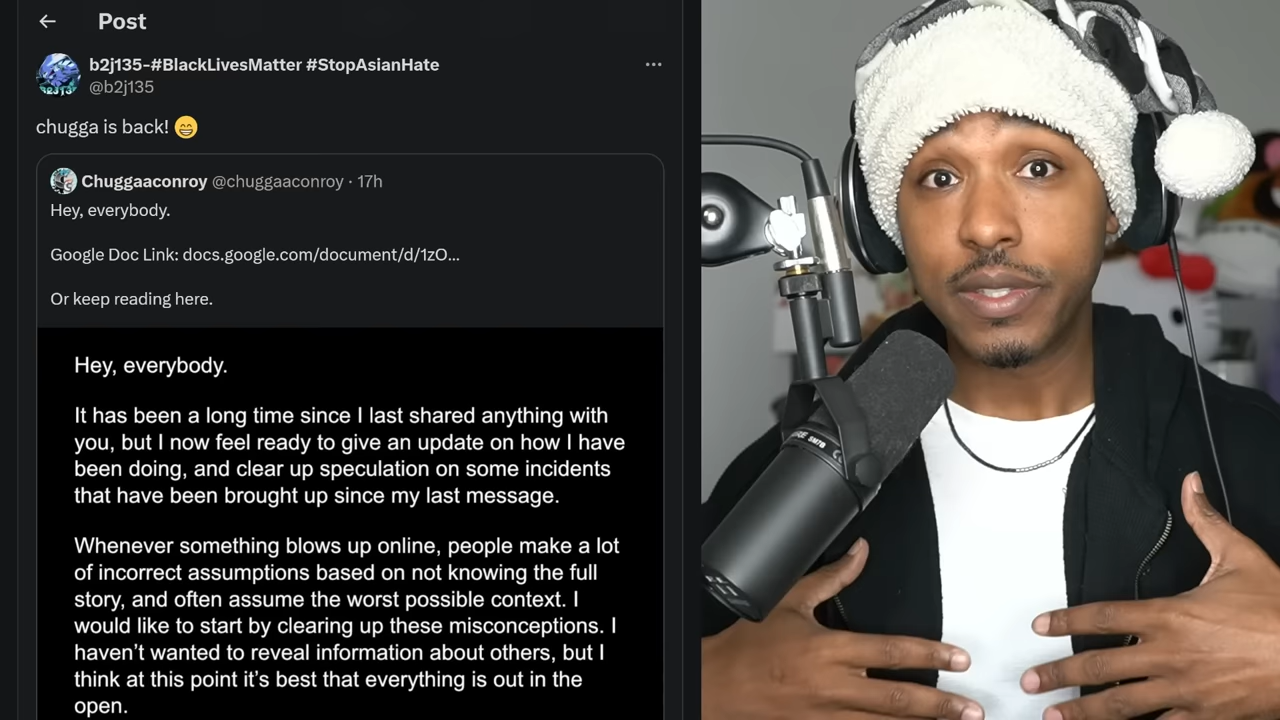 Post
b2j135-#BlackLivesMatter #StopAsianHate
@b2j135
chugga is back! 😁
Chuggaaconroy @chuggaaconroy · 17h
Hey, everybody.
Google Doc Link: docs.google.com/document/d/1zO...
Or keep reading here.
Hey, everybody.
It has been a long time since I last shared anything with
you, but I now feel ready to give an update on how I have
been doing, and clear up speculation on some incidents
that have been brought up since my last message.
Whenever something blows up online, people make a lot
of incorrect assumptions based on not knowing the full
story, and often assume the worst possible context. I
would like to start by clearing up these misconceptions. I
haven't wanted to reveal information about others, but I
think at this point it's best that everything is out in the
open.
SM7B